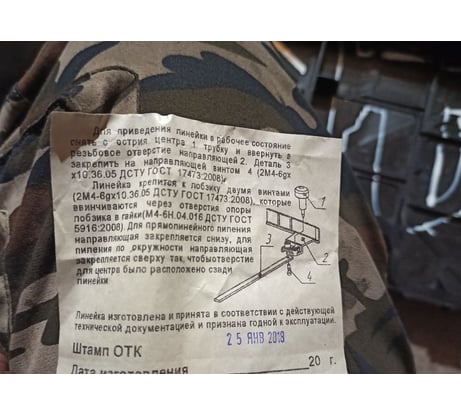 Для приведения линейки в рабочее состояние
снять с острия центра 1 трубку и ввернуть в
резьбовое отверстие направляющей 2. Деталь 3
закрепить на направляющей винтом 4 (2М4-6gх
х10.36.05 ДСТУ ГОСТ 17473:2008)
Линейка крепится к лобзику двумя винтами
(2М4-6gх10.36.05 ДСТУ ГОСТ 17473:2008), которые
ввинчиваются через отверстия опоры
лобзика в гайки(М4-6Н.04.016 ДСТУ ГОСТ
5916:2008). Для прямолинейного пиления
направляющая закрепляется снизу, для
пиления по окружности направляющая
закрепляется сверху так, чтобыотверстие
для центра было расположено сзади
линейки
1
2
3
4
Линейка изготовлена и принята в соответствии с действующей
технической документацией и признана годной к эксплуатации.
25 ЯНВ 2018
Штамп ОТК
Дата изготовления 20 г.